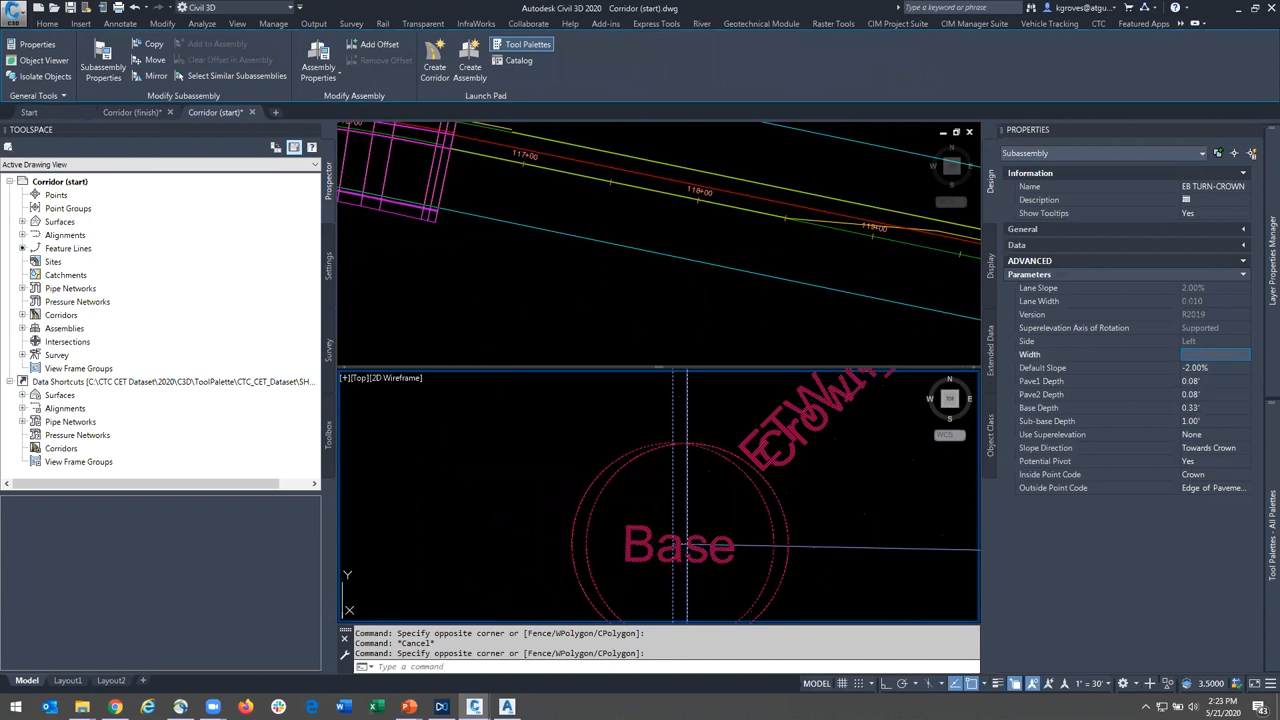 C3D
Civil 3D
Autodesk Civil 3D 2020 Corridor (start).dwg
Type a keyword or phrase
kgroves@atgu...
Home Insert Annotate Modify Analyze View Manage Output Survey Rail Transparent InfraWorks Collaborate Help Add-ins Express Tools River Geotechnical Module Raster Tools CIM Project Suite CIM Manager Suite Vehicle Tracking CTC Featured Apps
Properties
Object Viewer
Isolate Objects
General Tools
Subassembly Properties
Copy
Move
Mirror
Add to Assembly
Clear Offset in Assembly
Select Similar Subassemblies
Modify Subassembly
Assembly Properties
Add Offset
Remove Offset
Modify Assembly
Create Corridor
Create Assembly
Tool Palettes
Catalog
Launch Pad
Start
Corridor (finish)*
Corridor (start)*
TOOLSPACE
Active Drawing View
Corridor (start)
Points
Point Groups
Surfaces
Alignments
Feature Lines
Sites
Catchments
Pipe Networks
Pressure Networks
Corridors
Assemblies
Intersections
Survey
View Frame Groups
Data Shortcuts [C:\CTC CET Dataset\2020\C3D\ToolPalette\CTC_CET_Dataset\SH...
Surfaces
Alignments
Pipe Networks
Pressure Networks
Corridors
View Frame Groups
Prospector
Settings
Survey
Toolbox
117+00
118+00
119+00
N
W
E
S
[+][Top][2D Wireframe]
N
W
TOP
E
S
WCS
Crown
Base
Y
X
Command: Specify opposite corner or [Fence/WPolygon/CPolygon]:
Command: *Cancel*
Command: Specify opposite corner or [Fence/WPolygon/CPolygon]:
Type a command
PROPERTIES
Subassembly
Design
Display
Extended Data
Object Class
Information
Name EB TURN-CROWN
Description
Show Tooltips Yes
General
Data
ADVANCED
Parameters
Lane Slope 2.00%
Lane Width 0.010
Version R2019
Superelevation Axis of Rotation Supported
Side Left
Width
Default Slope -2.00%
Pave1 Depth 0.08'
Pave2 Depth 0.08'
Base Depth 0.33'
Sub-base Depth 1.00'
Use Superelevation None
Slope Direction Towards Crown
Potential Pivot Yes
Inside Point Code Crown
Outside Point Code Edge of Paveme...
Layer Properties Manager
Tool Palettes - All Palettes
Model Layout1 Layout2
MODEL
1" = 30'
3.5000
2:23 PM
5/21/2020
43